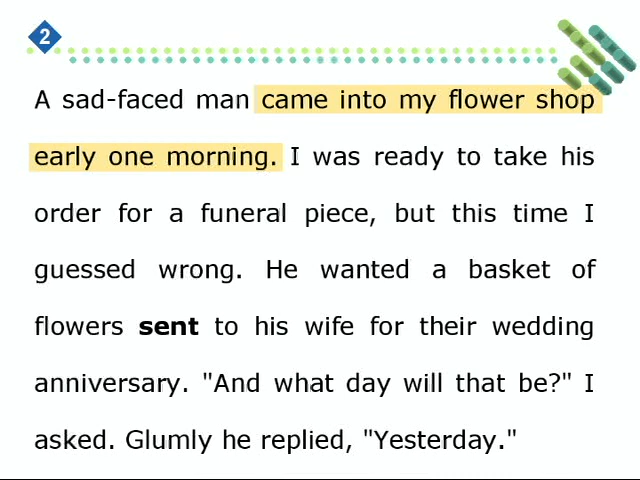 2
A sad-faced man came into my flower shop
early one morning. I was ready to take his
order for a funeral piece, but this time I
guessed wrong. He wanted a basket of
flowers sent to his wife for their wedding
anniversary. "And what day will that be?" I
asked. Glumly he replied, "Yesterday."